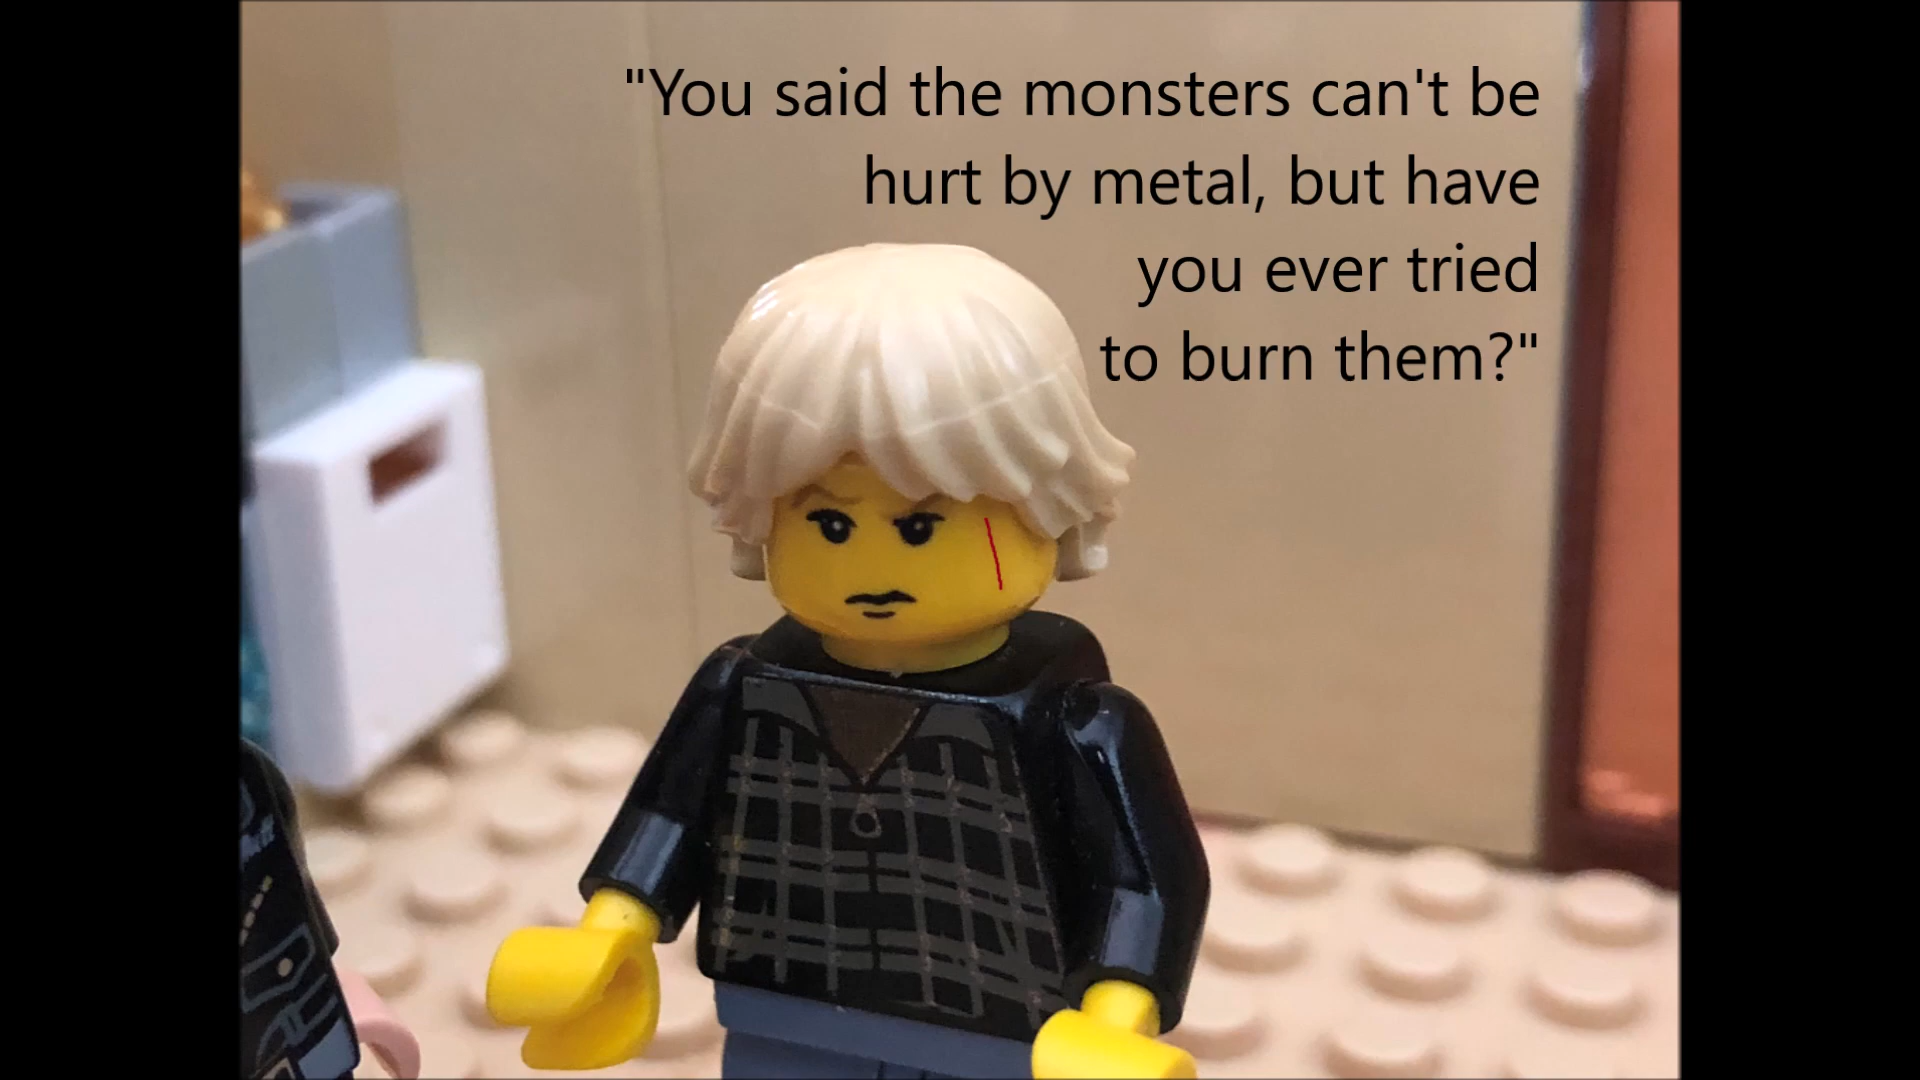 "You said the monsters can't be
hurt by metal, but have
you ever tried
to burn them?"